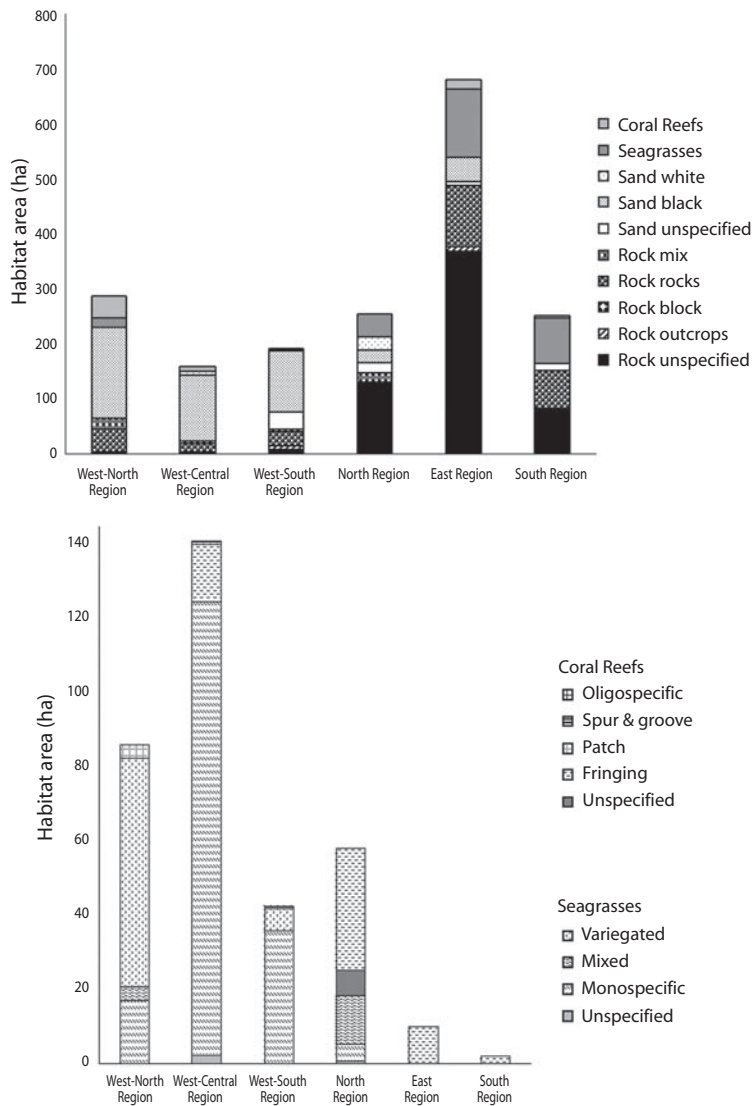 800
700
600
500
400
300
200
100
0
Habitat area (ha)
West-North
Region
West-Central
Region
West-South
Region
North Region
East Region
South Region
Coral Reefs
Seagrasses
Sand white
Sand black
Sand unspecified
Rock mix
Rock rocks
Rock block
Rock outcrops
Rock unspecified
140
120
100
80
60
40
20
0
Habitat area (ha)
West-North
Region
West-Central
Region
West-South
Region
North
Region
East
Region
South
Region
Coral Reefs
Oligospecific
Spur & groove
Patch
Fringing
Unspecified
Seagrasses
Variegated
Mixed
Monospecific
Unspecified